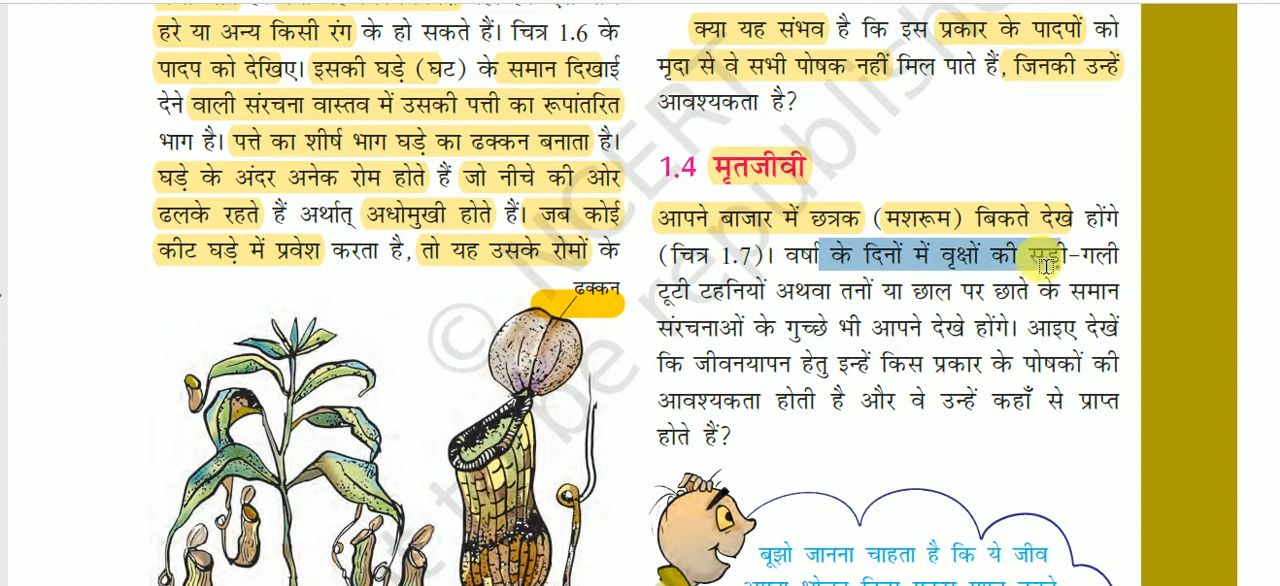 हरे या अन्य किसी रंग के हो सकते हैं। चित्र 1.6 के
पादप को देखिए। इसकी घड़े (घट) के समान दिखाई
देने वाली संरचना वास्तव में उसकी पत्ती का रूपांतरित
भाग है। पत्ते का शीर्ष भाग घड़े का ढक्कन बनाता है।
घड़े के अंदर अनेक रोम होते हैं जो नीचे की ओर
ढलके रहते हैं अर्थात् अधोमुखी होते हैं। जब कोई
कीट घड़े में प्रवेश करता है, तो यह उसके रोमों के
ढक्कन
क्या यह संभव है कि इस प्रकार के पादपों को
मृदा से वे सभी पोषक नहीं मिल पाते हैं, जिनकी उन्हें
आवश्यकता है?
1.4 मृतजीवी
आपने बाजार में छत्रक (मशरूम) बिकते देखे होंगे
(चित्र 1.7)। वर्षा के दिनों में वृक्षों की सड़ी-गली
टूटी टहनियों अथवा तनों या छाल पर छाते के समान
संरचनाओं के गुच्छे भी आपने देखे होंगे। आइए देखें
कि जीवनयापन हेतु इन्हें किस प्रकार के पोषकों की
आवश्यकता होती है और वे उन्हें कहाँ से प्राप्त
होते हैं?
बूझो जानना चाहता है कि ये जीव
© NCERT
be republished